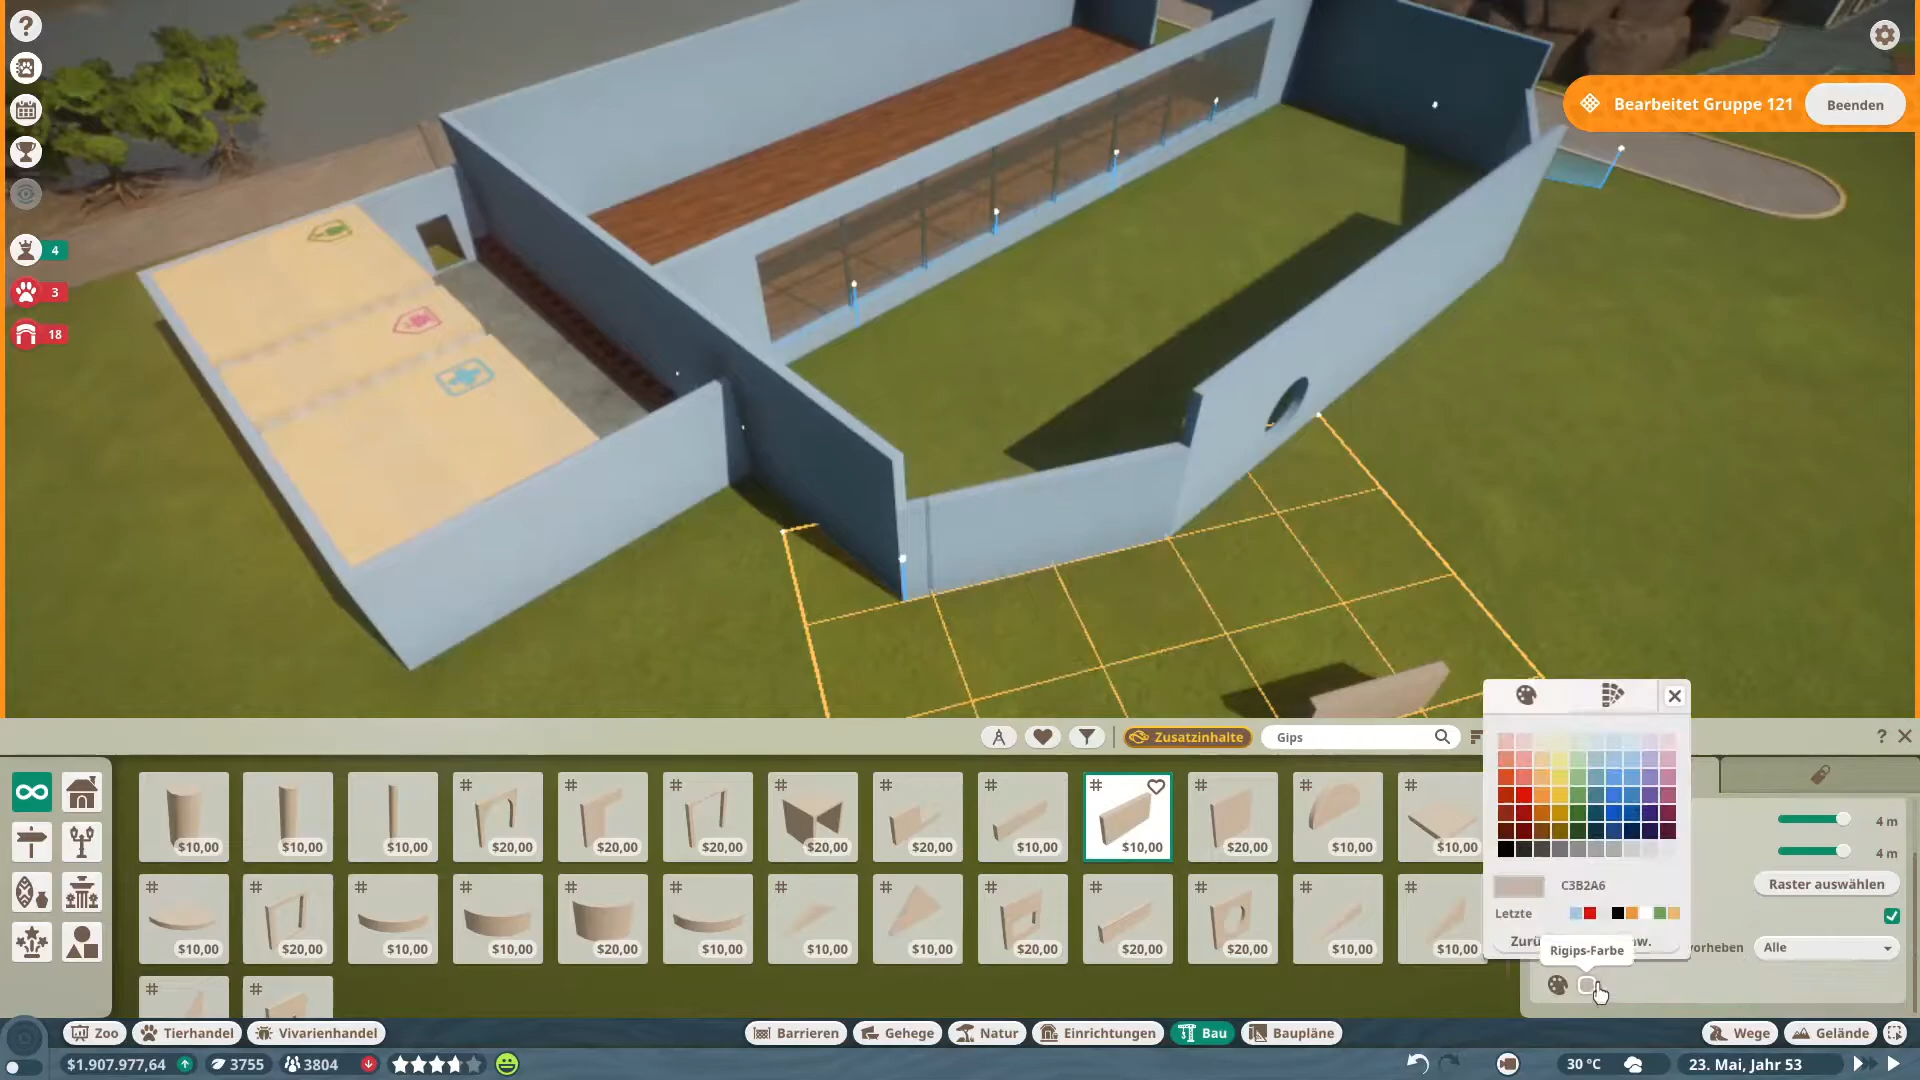 Bearbeitet Gruppe 121
Beenden
4
3
18
Zusatzinhalte
Gips
?
$10,00
$10,00
$10,00
$20,00
$20,00
$20,00
$20,00
$20,00
$10,00
$10,00
$20,00
$10,00
$10,00
$10,00
$20,00
$10,00
$10,00
$20,00
$10,00
$10,00
$10,00
$20,00
$20,00
$20,00
$10,00
$10,00
C3B2A6
Letzte
Rigips-Farbe
4 m
4 m
Raster auswählen
Alle
Zoo
Tierhandel
Vivarienhandel
Barrieren
Gehege
Natur
Einrichtungen
Bau
Baupläne
Wege
Gelände
$1.907.977,64
3755
3804
30 °C
23. Mai, Jahr 53